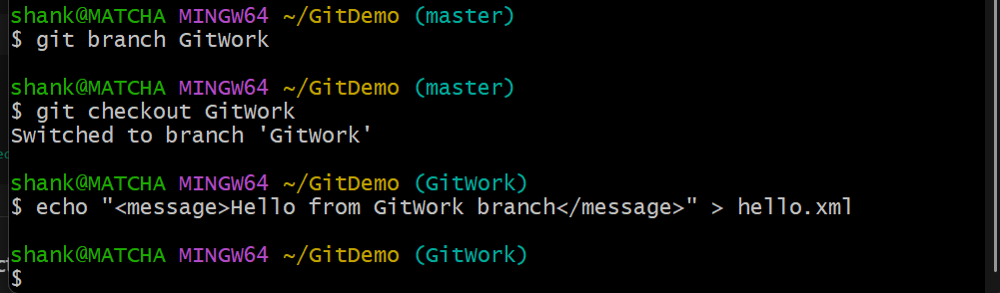 shank@MATCHA MINGW64 ~/GitDemo (master)
$ git branch GitWork
shank@MATCHA MINGW64 ~/GitDemo (master)
$ git checkout GitWork
Switched to branch 'GitWork'
shank@MATCHA MINGW64 ~/GitDemo (GitWork)
$ echo "<message>Hello from GitWork branch</message>" > hello.xml
shank@MATCHA MINGW64 ~/GitDemo (GitWork)
$